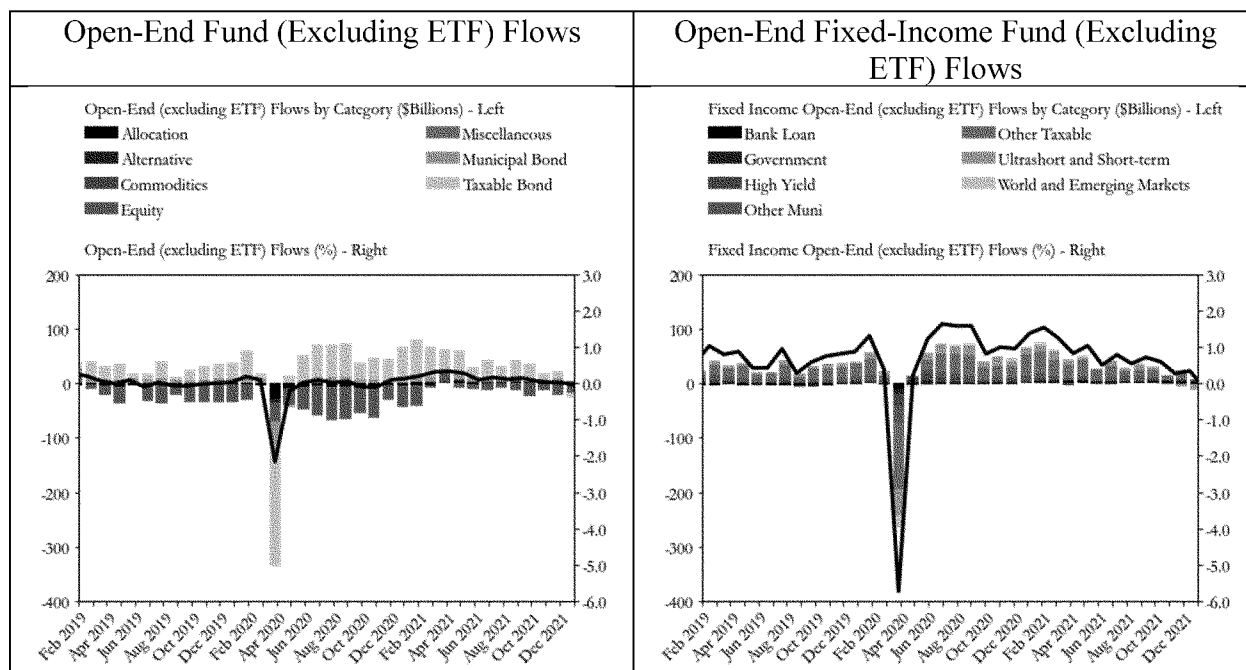 Open-End Fund (Excluding ETF) Flows
Open-End (excluding ETF) Flows by Category ($Billions) - Left
Allocation
Miscellaneous
Alternative
Municipal Bond
Commodities
Taxable Bond
Equity
Open-End (excluding ETF) Flows (%) - Right
200
100
0
-100
-200
-300
-400
3.0
2.0
1.0
0.0
-1.0
-2.0
-3.0
-4.0
-5.0
-6.0
Feb 2019
Apr 2019
Jun 2019
Aug 2019
Oct 2019
Dec 2019
Feb 2020
Apr 2020
Jun 2020
Aug 2020
Oct 2020
Dec 2020
Feb 2021
Apr 2021
Jun 2021
Aug 2021
Oct 2021
Dec 2021
Open-End Fixed-Income Fund (Excluding
ETF) Flows
Fixed Income Open-End (excluding ETF) Flows by Category ($Billions) - Left
Bank Loan
Other Taxable
Government
Ultrashort and Short-term
High Yield
World and Emerging Markets
Other Muni
Fixed Income Open-End (excluding ETF) Flows (%) - Right
200
100
0
-100
-200
-300
-400
3.0
2.0
1.0
0.0
-1.0
-2.0
-3.0
-4.0
-5.0
-6.0
Feb 2019
Apr 2019
Jun 2019
Aug 2019
Oct 2019
Dec 2019
Feb 2020
Apr 2020
Jun 2020
Aug 2020
Oct 2020
Dec 2020
Feb 2021
Apr 2021
Jun 2021
Aug 2021
Oct 2021
Dec 2021